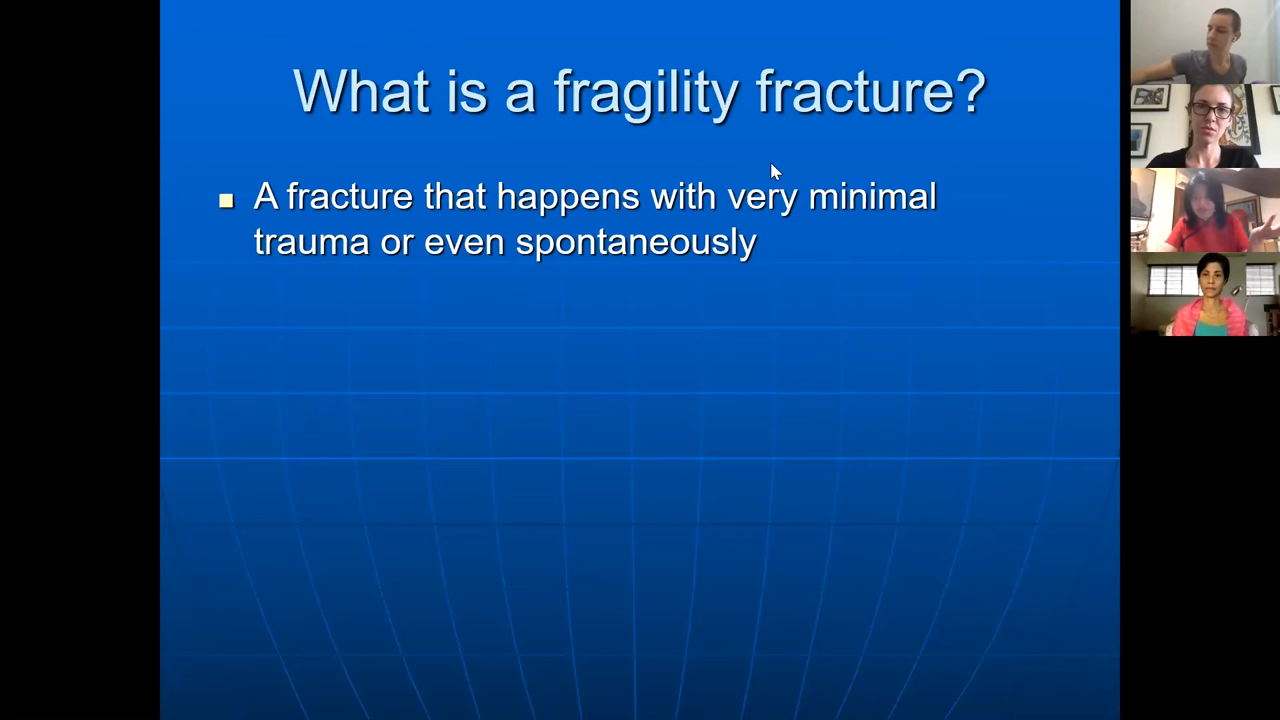 What is a fragility fracture?
A fracture that happens with very minimal
trauma or even spontaneously